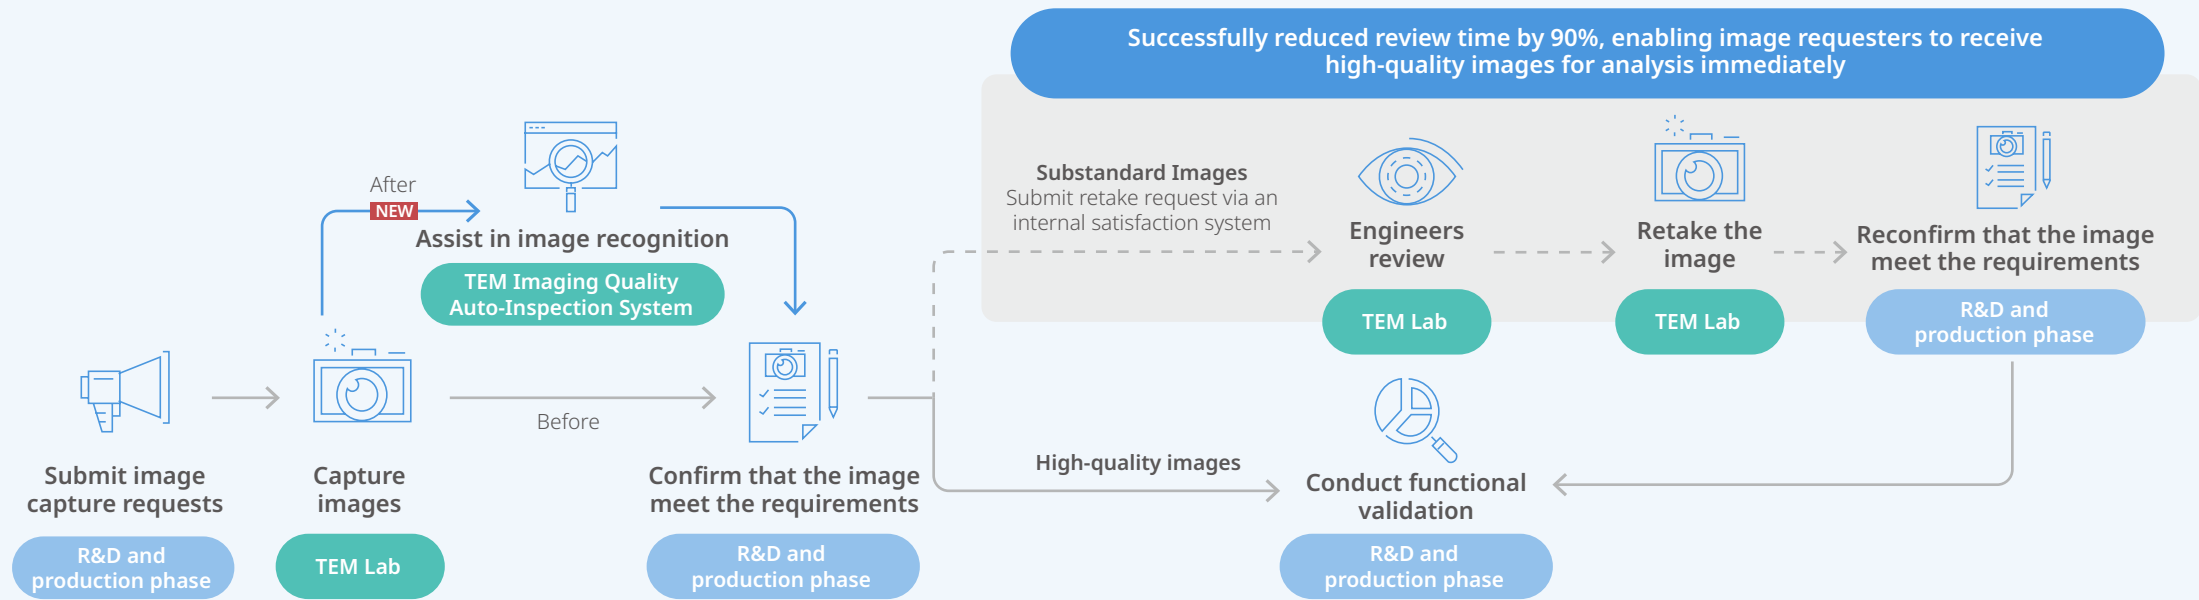 Successfully reduced review time by 90%, enabling image requesters to receive
high-quality images for analysis immediately
After
NEW
Assist in image recognition
TEM Imaging Quality
Auto-Inspection System
Before
Submit image
capture requests
R&D and
production phase
Capture
images
TEM Lab
Confirm that the image
meet the requirements
R&D and
production phase
Substandard Images
Submit retake request via an
internal satisfaction system
Engineers
review
TEM Lab
Retake the
image
TEM Lab
Reconfirm that the image
meet the requirements
R&D and
production phase
High-quality images
Conduct functional
validation
R&D and
production phase